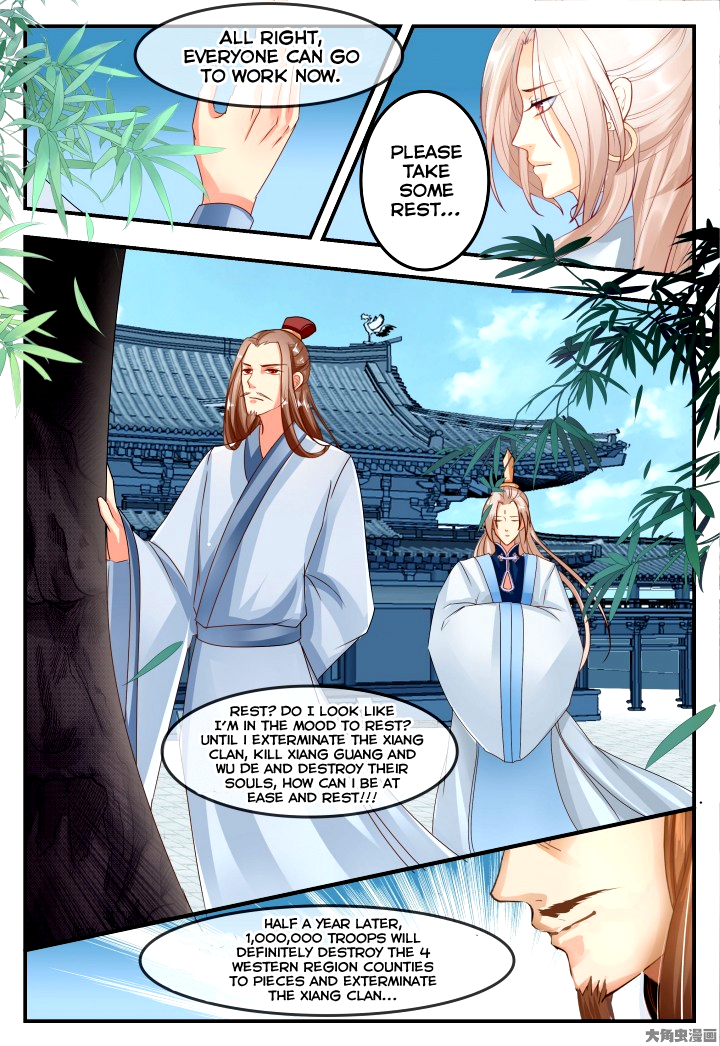 ALL RIGHT,
EVERYONE CAN GO
TO WORK NOW.
PLEASE
TAKE
SOME
REST...
REST? DO I LOOK LIKE
I'M IN THE MOOD TO REST?
UNTIL I EXTERMINATE THE XIANG
CLAN, KILL XIANG GUANG AND
WU DE AND DESTROY THEIR
SOULS, HOW CAN I BE AT
EASE AND REST!!!
HALF A YEAR LATER,
1,000,000 TROOPS WILL
DEFINITELY DESTROY THE 4
WESTERN REGION COUNTIES
TO PIECES AND EXTERMINATE
THE XIANG CLAN...
大角虫漫画